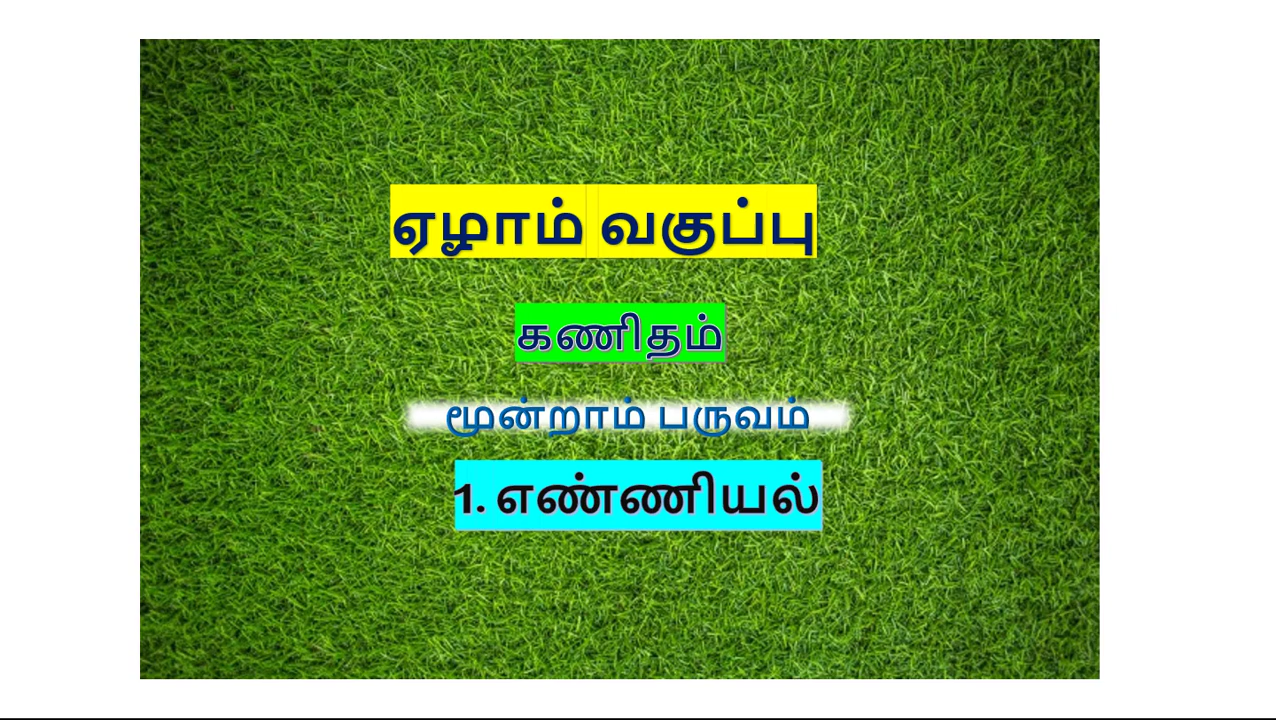 ஏழாம் வகுப்பு
கணிதம்
மூன்றாம் பருவம்
1. எண்ணியல்